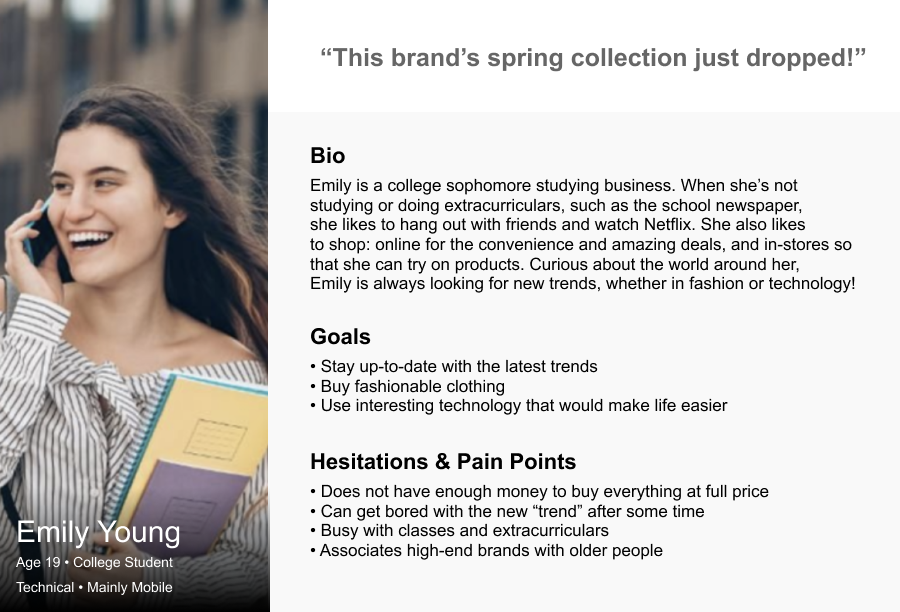 “This brand’s spring collection just dropped!”
Bio
Emily is a college sophomore studying business. When she’s not
studying or doing extracurriculars, such as the school newspaper,
she likes to hang out with friends and watch Netflix. She also likes
to shop: online for the convenience and amazing deals, and in-stores so
that she can try on products. Curious about the world around her,
Emily is always looking for new trends, whether in fashion or technology!
Goals
• Stay up-to-date with the latest trends
• Buy fashionable clothing
• Use interesting technology that would make life easier
Hesitations & Pain Points
• Does not have enough money to buy everything at full price
• Can get bored with the new “trend” after some time
• Busy with classes and extracurriculars
• Associates high-end brands with older people
Emily Young
Age 19 • College Student
Technical • Mainly Mobile